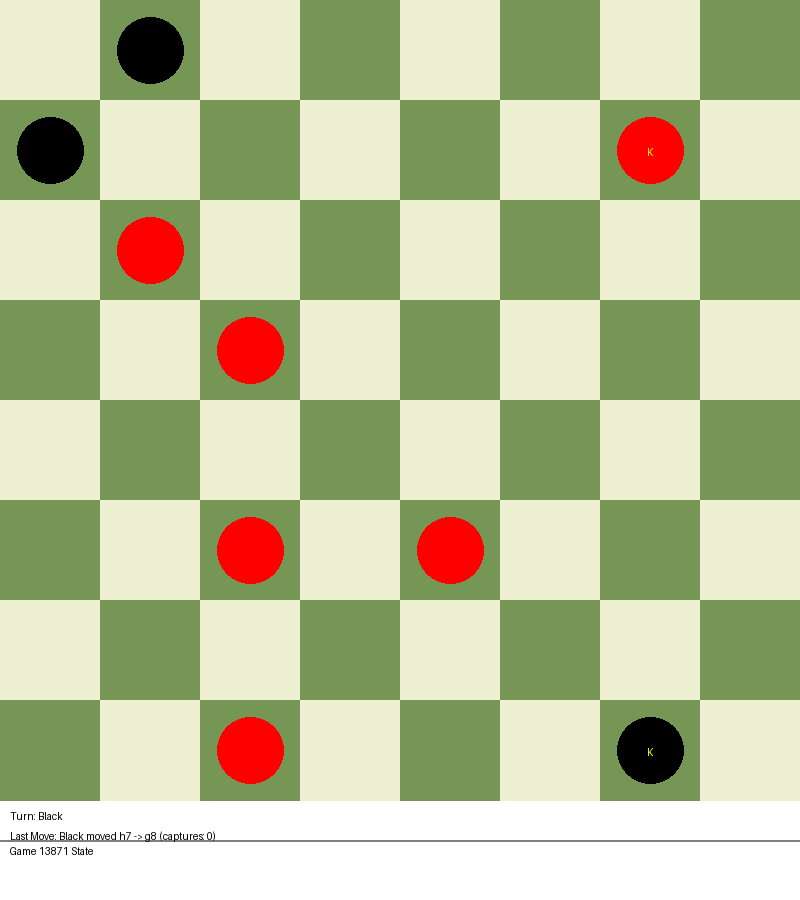 K
K
Turn: Black
Last Move: Black moved h7 -> g8 (captures: 0)
Game 13871 State